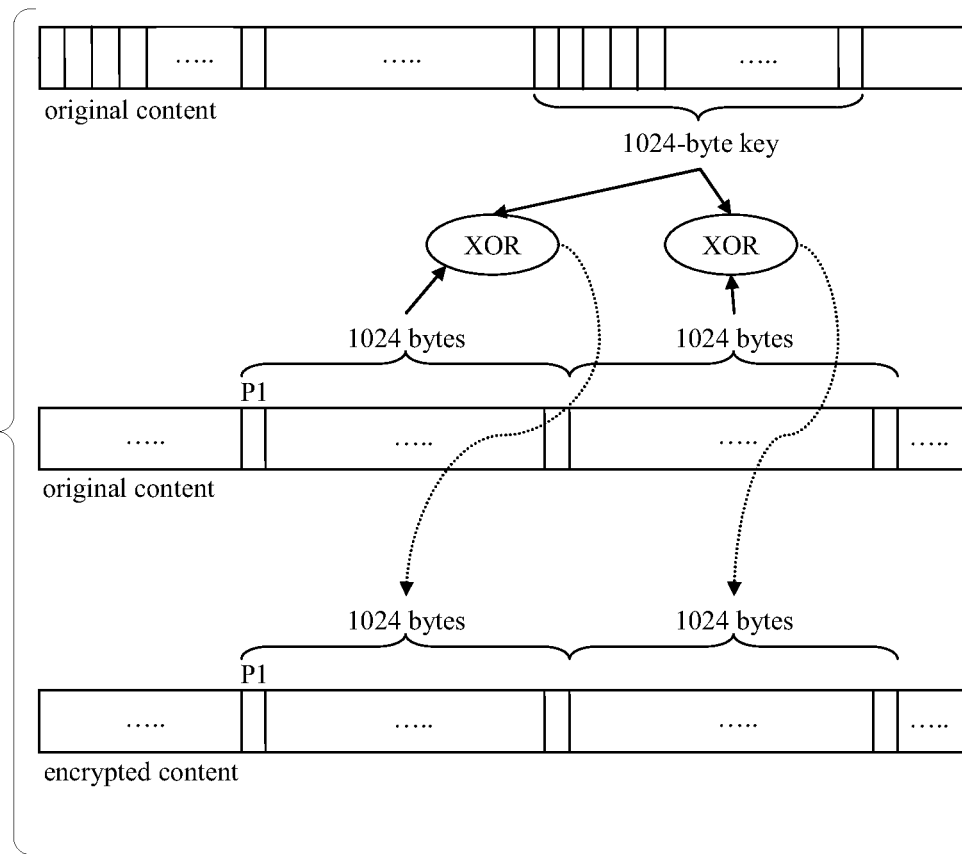 ..... ..... .....
original content
1024-byte key
XOR XOR
1024 bytes 1024 bytes
P1
..... ..... ..... .....
original content
1024 bytes 1024 bytes
P1
..... ..... ..... .....
encrypted content